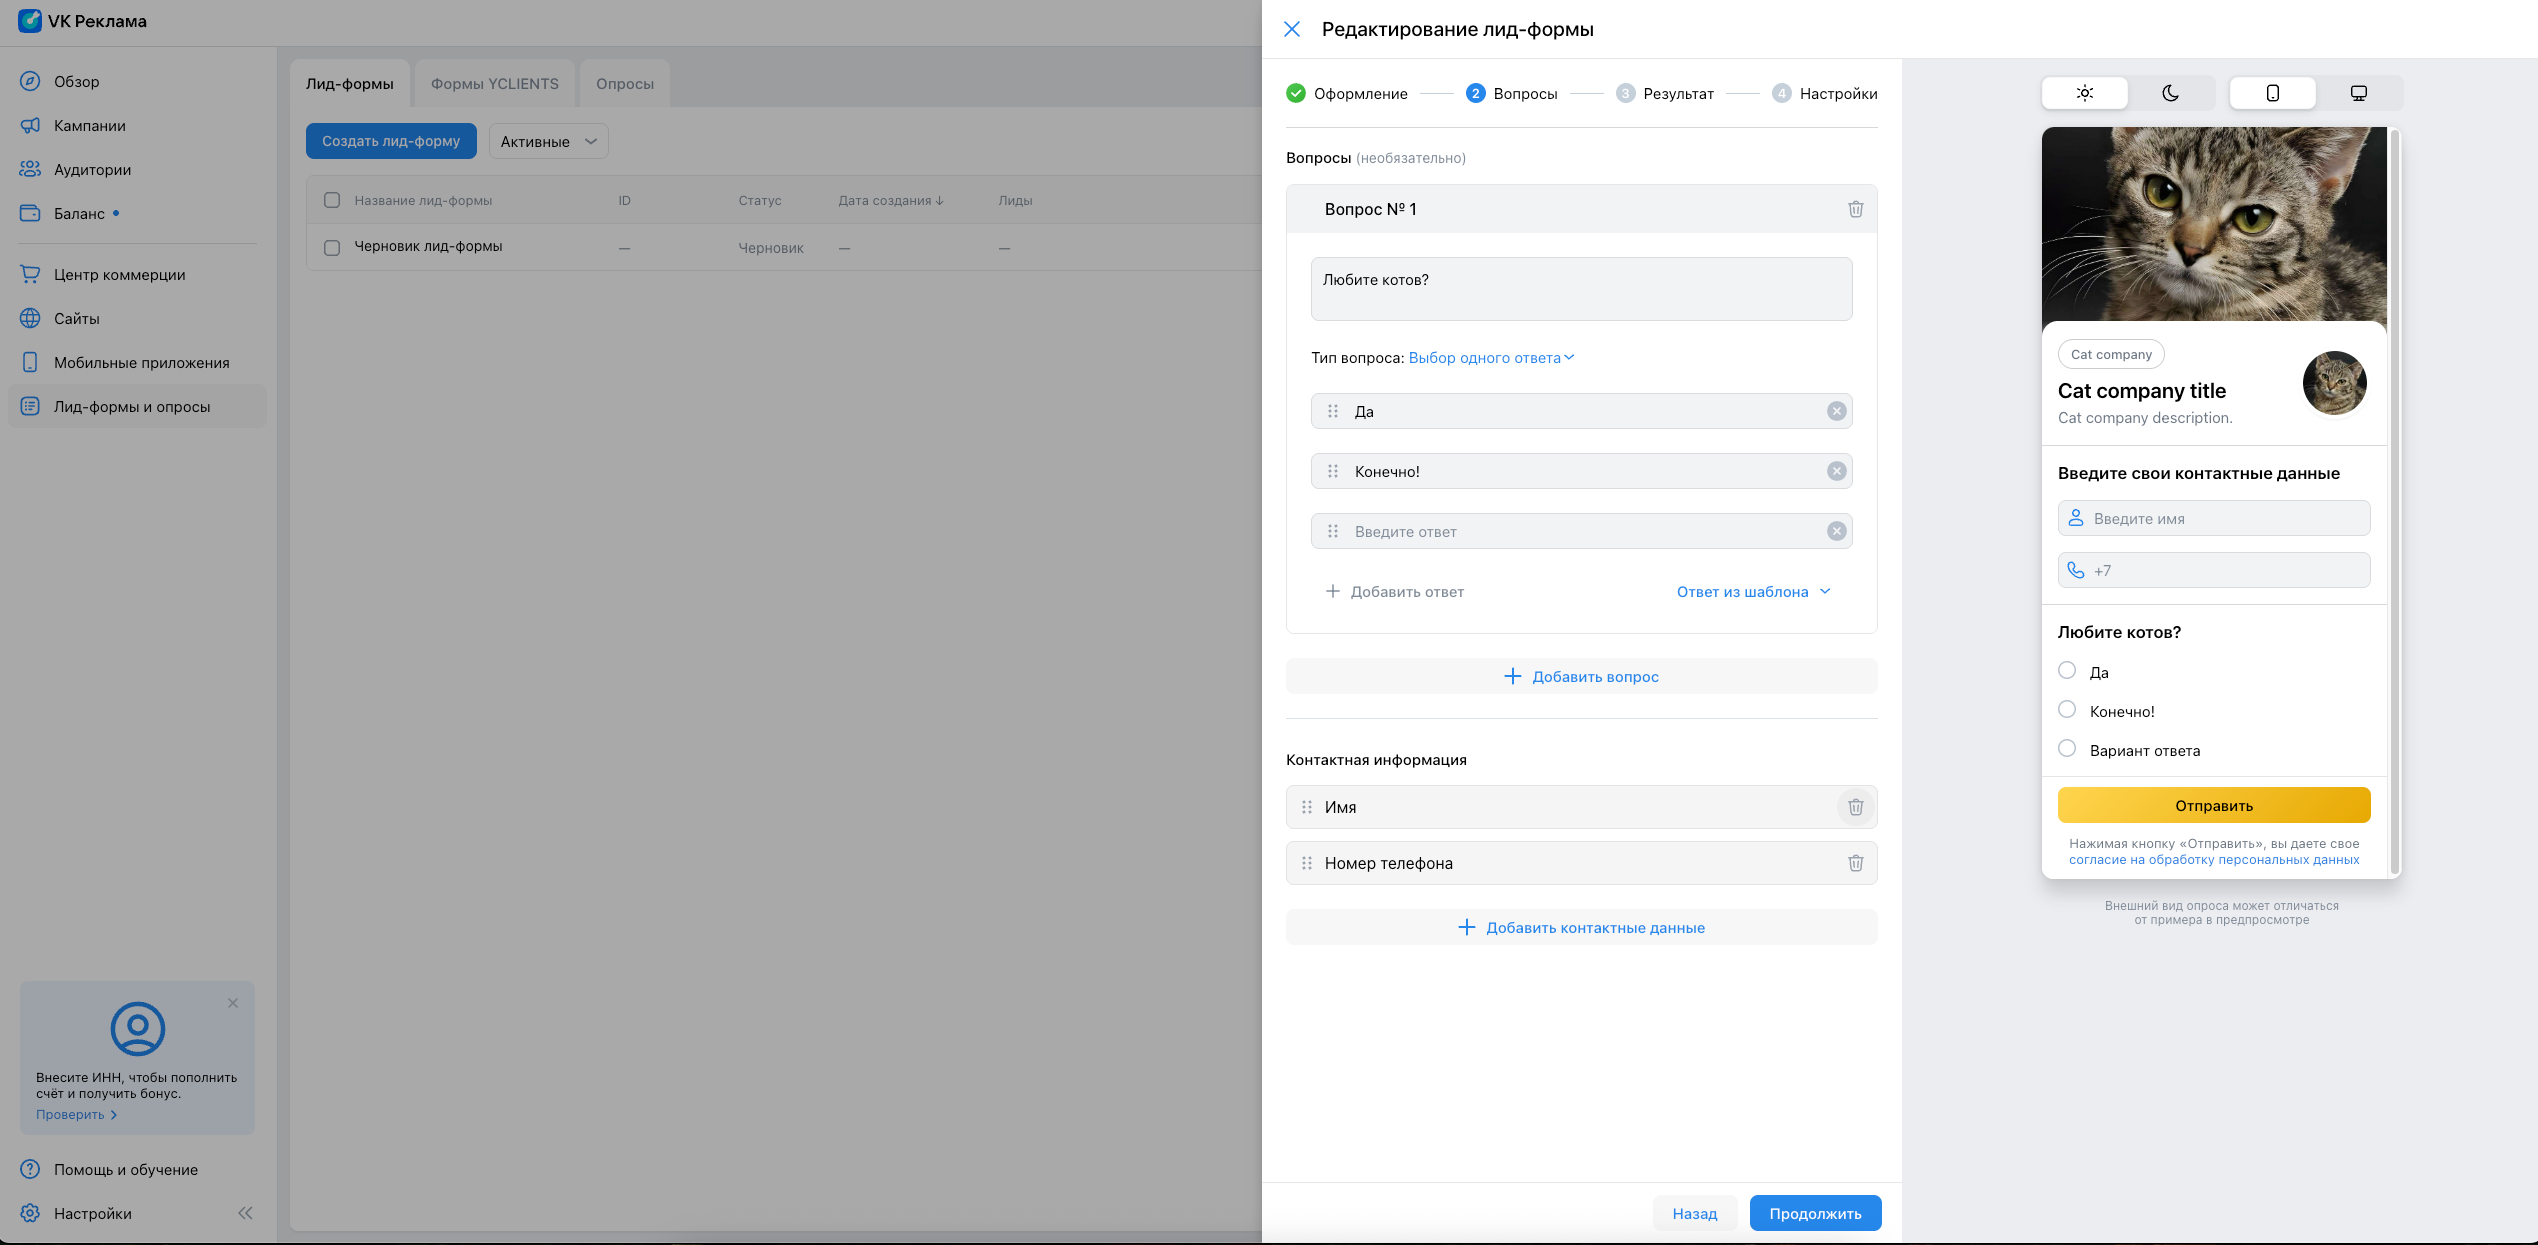 VK Реклама
Обзор
Кампании
Аудитории
Баланс
Центр коммерции
Сайты
Мобильные приложения
Лид-формы и опросы
Внесите ИНН, чтобы пополнить
счёт и получить бонус.
Проверить
Помощь и обучение
Настройки
Лид-формы
Формы YCLIENTS
Опросы
Создать лид-форму
Активные
Название лид-формы
ID
Статус
Дата создания
Лиды
Черновик лид-формы
—
Черновик
—
—
Редактирование лид-формы
Оформление
2 Вопросы
3 Результат
4 Настройки
Вопросы (необязательно)
Вопрос № 1
Любите котов?
Тип вопроса: Выбор одного ответа
Да
Конечно!
Введите ответ
Добавить ответ
Ответ из шаблона
Добавить вопрос
Контактная информация
Имя
Номер телефона
Добавить контактные данные
Назад
Продолжить
Cat company
Cat company title
Cat company description.
Введите свои контактные данные
Введите имя
+7
Любите котов?
Да
Конечно!
Вариант ответа
Отправить
Нажимая кнопку «Отправить», вы даете свое
согласие на обработку персональных данных
Внешний вид опроса может отличаться
от примера в предпросмотре